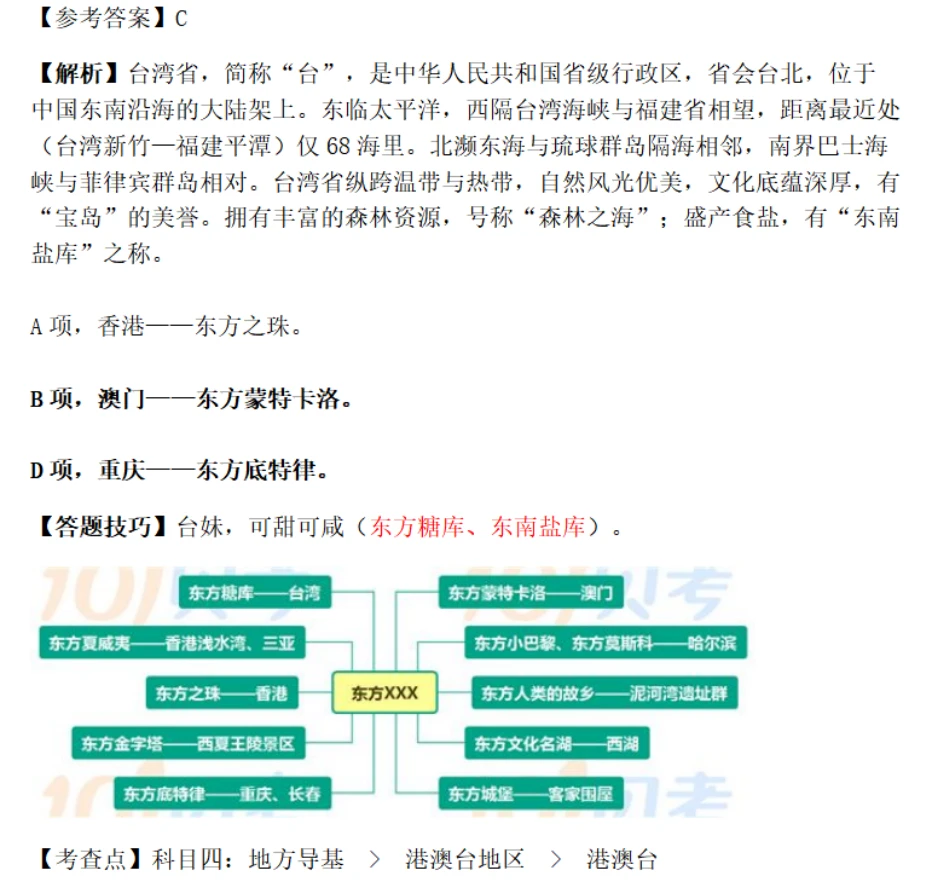 【参考答案】C
【解析】台湾省，简称“台”，是中华人民共和国省级行政区，省会台北，位于
中国东南沿海的大陆架上。东临太平洋，西隔台湾海峡与福建省相望，距离最近处
（台湾新竹—福建平潭）仅 68 海里。北濒东海与琉球群岛隔海相邻，南界巴士海
峡与菲律宾群岛相对。台湾省纵跨温带与热带，自然风光优美，文化底蕴深厚，有
“宝岛”的美誉。拥有丰富的森林资源，号称“森林之海”；盛产食盐，有“东南
盐库”之称。
A 项，香港——东方之珠。
B 项，澳门——东方蒙特卡洛。
D 项，重庆——东方底特律。
【答题技巧】台妹，可甜可咸（东方糖库、东南盐库）。
东方糖库——台湾
东方夏威夷——香港浅水湾、三亚
东方之珠——香港
东方金字塔——西夏王陵景区
东方底特律——重庆、长春
东方XXX
东方蒙特卡洛——澳门
东方小巴黎、东方莫斯科——哈尔滨
东方人类的故乡——泥河湾遗址群
东方文化名湖——西湖
东方城堡——客家围屋
【考查点】科目四：地方导基 > 港澳台地区 > 港澳台